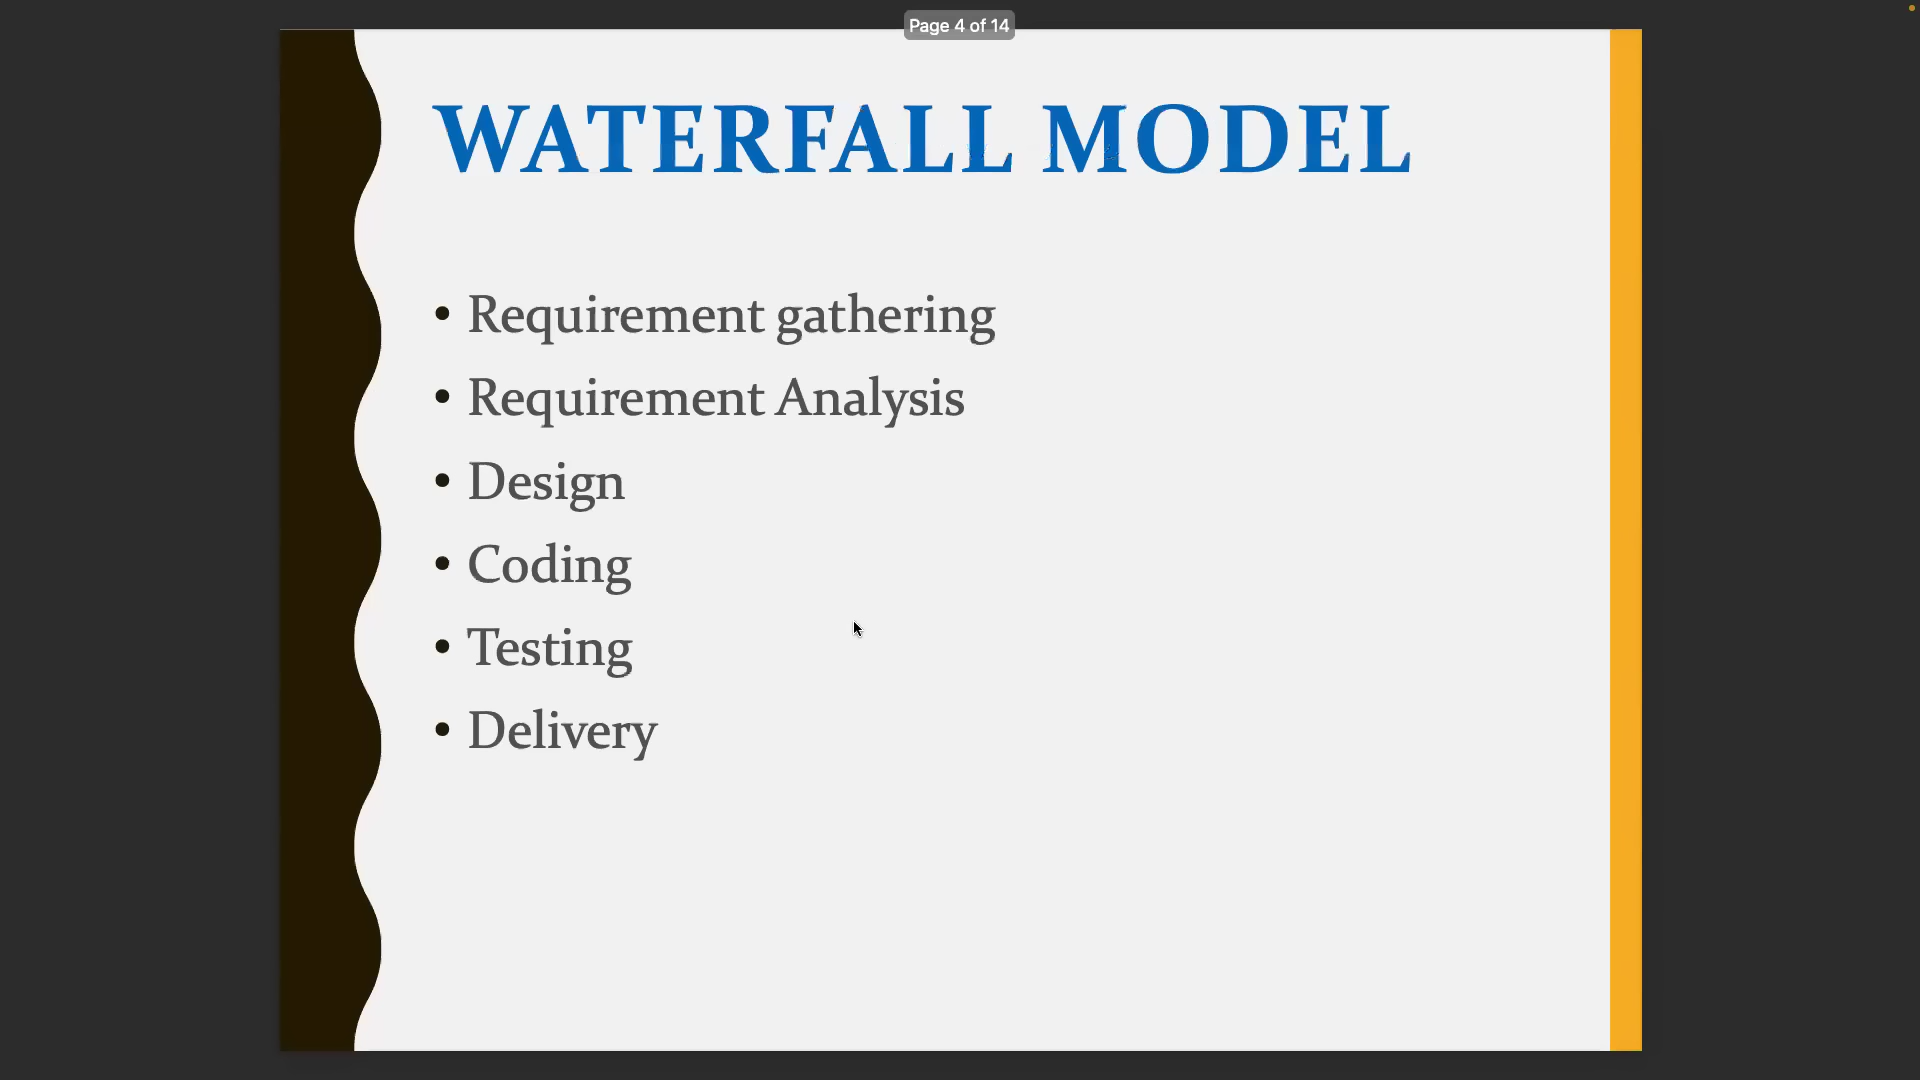 Page 4 of 14
WATERFALL MODEL
• Requirement gathering
• Requirement Analysis
• Design
• Coding
• Testing
• Delivery